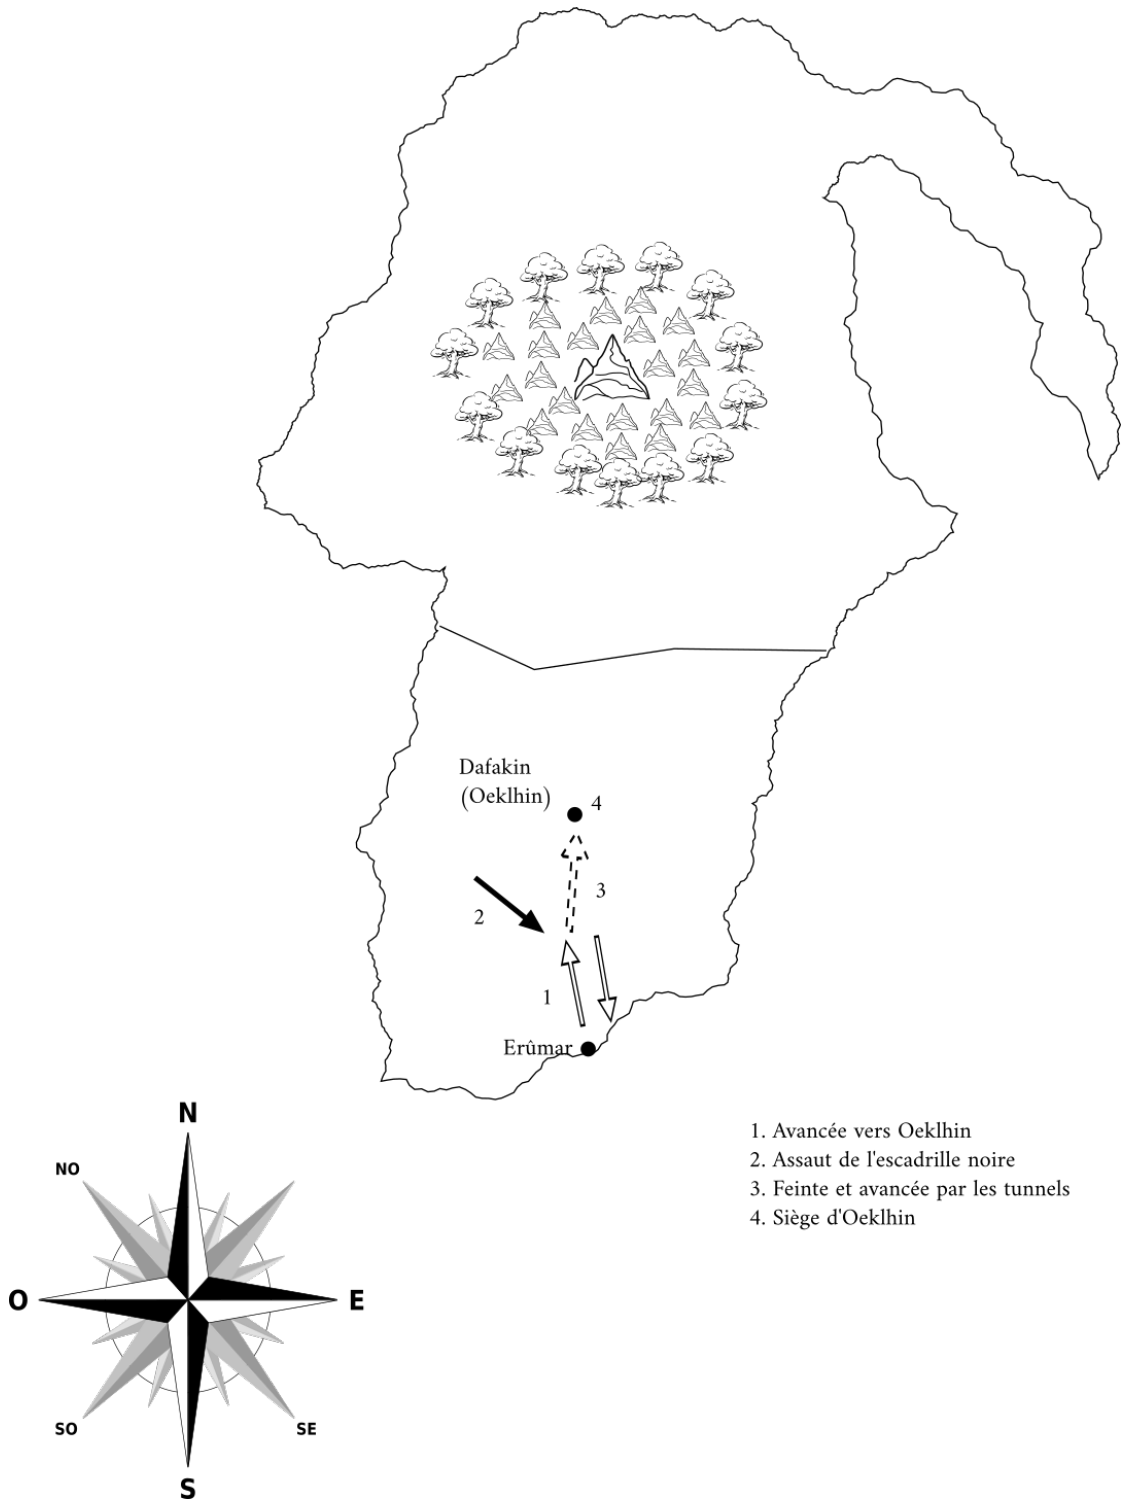 Dafakin
(Oeklhin)
4
3
2
1
Erûmar
N
NO
O
E
SO
SE
S
1. Avancée vers Oeklhin
2. Assaut de l'escadrille noire
3. Feinte et avancée par les tunnels
4. Siège d'Oeklhin